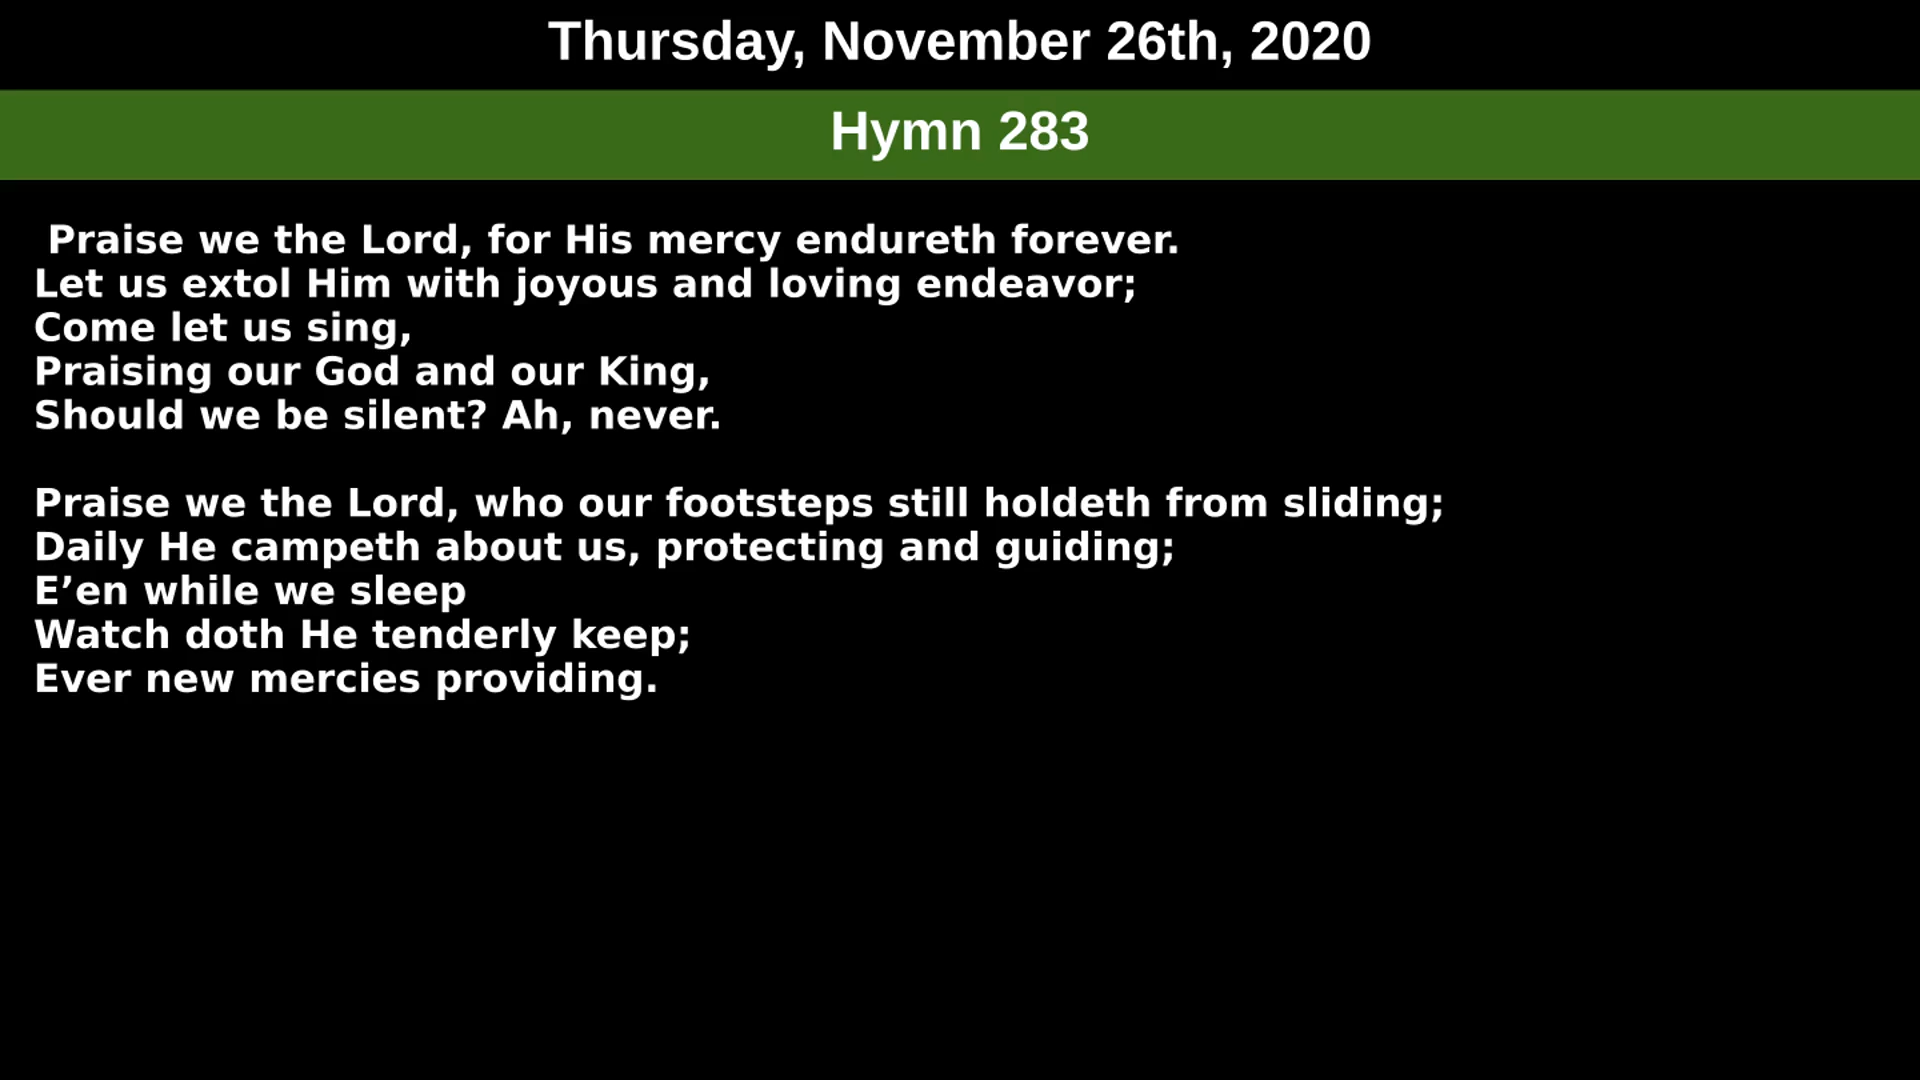 Thursday, November 26th, 2020
Hymn 283
Praise we the Lord, for His mercy endureth forever.
Let us extol Him with joyous and loving endeavor;
Come let us sing,
Praising our God and our King,
Should we be silent? Ah, never.
Praise we the Lord, who our footsteps still holdeth from sliding;
Daily He campeth about us, protecting and guiding;
E’en while we sleep
Watch doth He tenderly keep;
Ever new mercies providing.